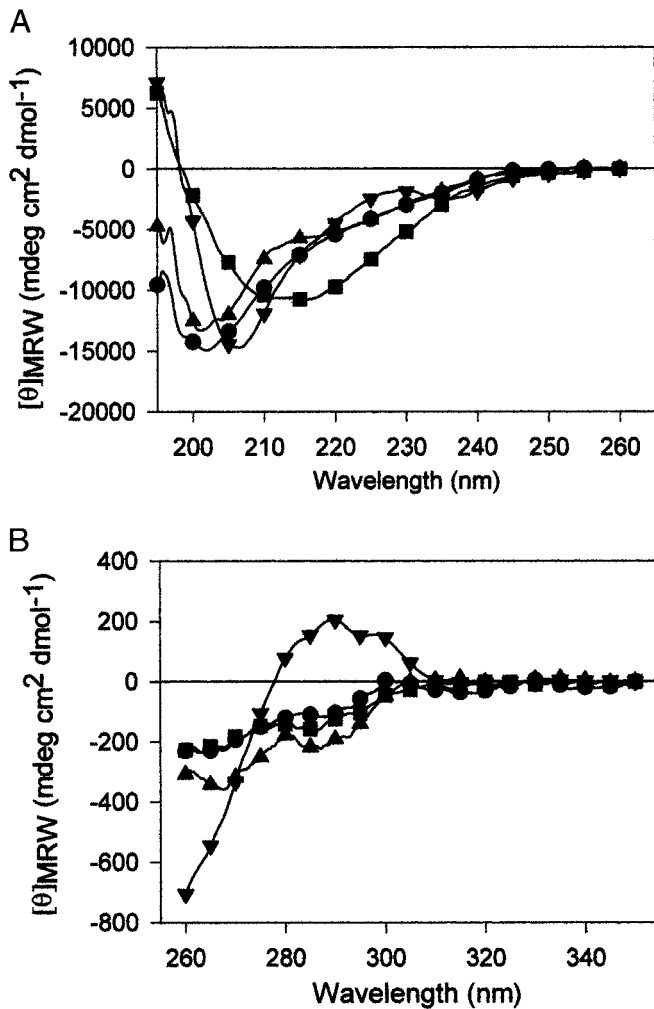 A
[θ]MRW (mdeg cm2 dmol-1)
10000
5000
0
-5000
-10000
-15000
-20000
200 210 220 230 240 250 260
Wavelength (nm)
B
[θ]MRW (mdeg cm2 dmol-1)
400
200
0
-200
-400
-600
-800
260 280 300 320 340
Wavelength (nm)